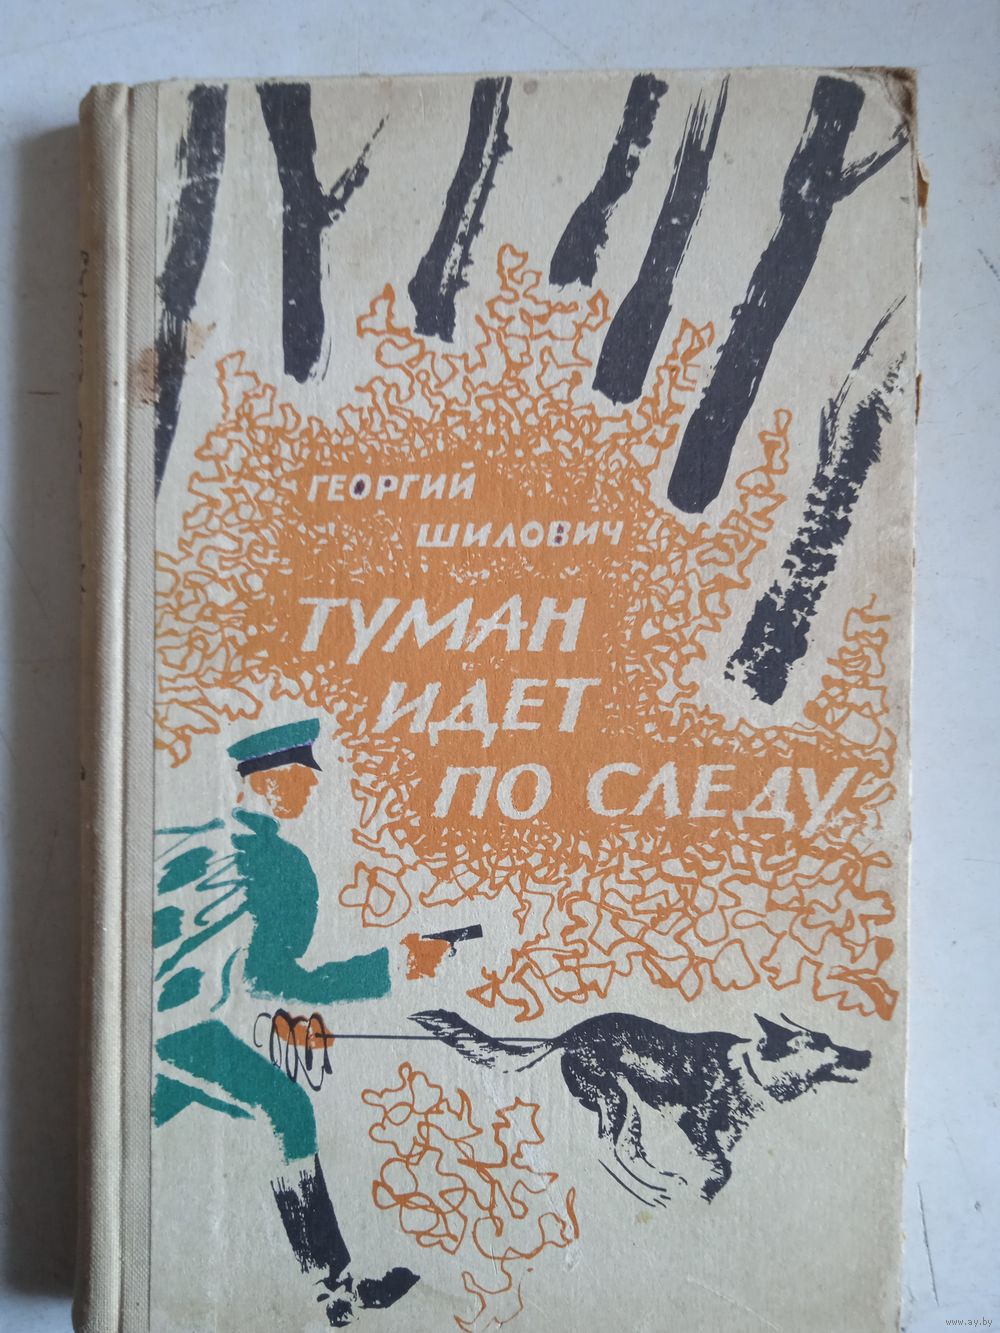 ГЕОРГИЙ
ШИЛОВИЧ
ТУМАН
ИДЕТ
ПО СЛЕДУ
www.ay.by